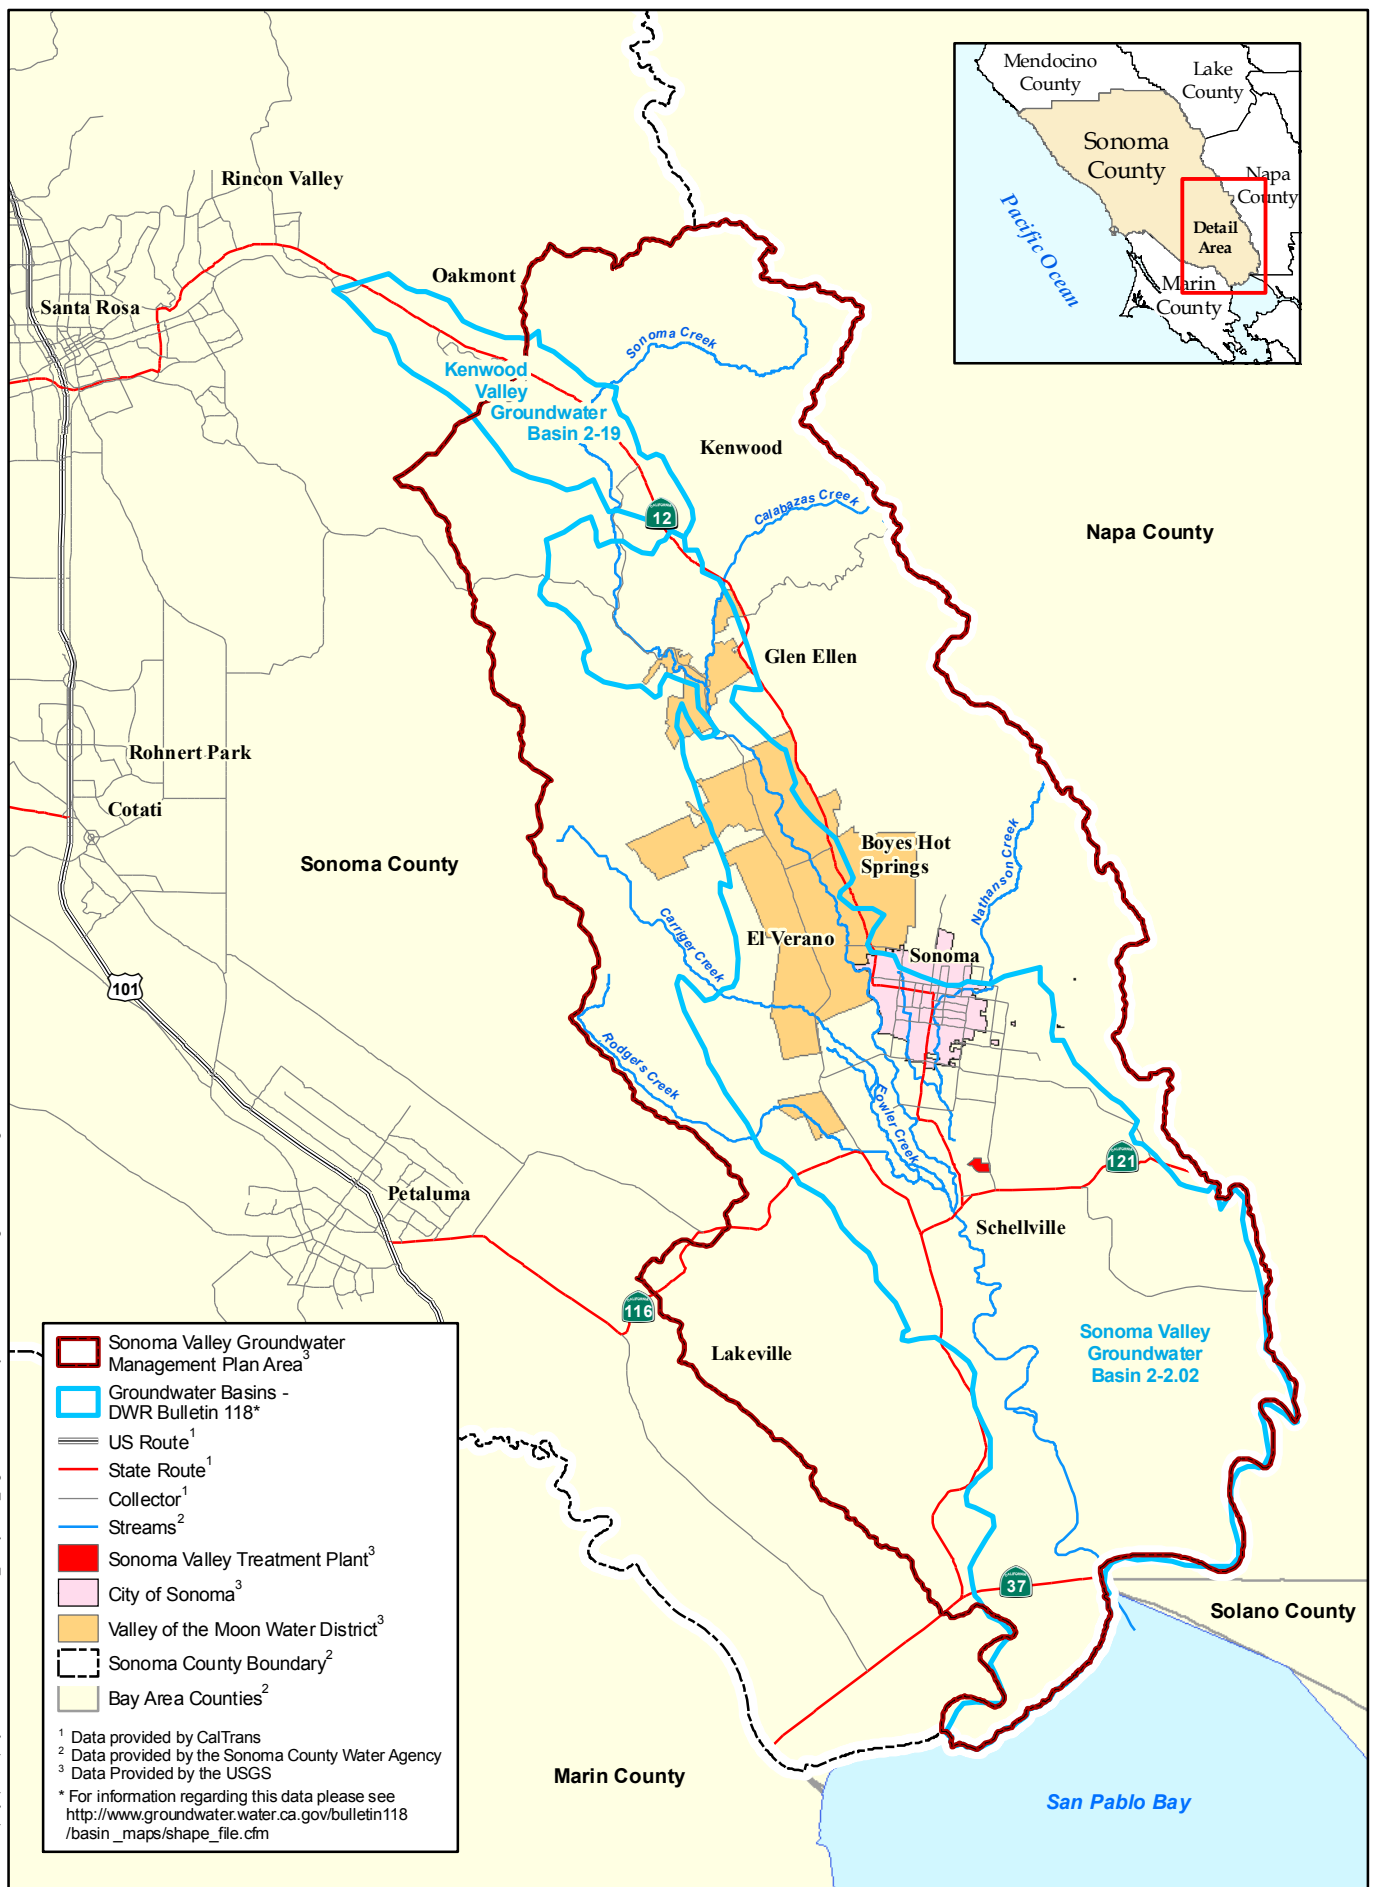 Mendocino
County
Lake
County
Sonoma
County
Napa
County
Detail
Area
Marin
County
Pacific Ocean
Rincon Valley
Oakmont
Santa Rosa
Sonoma Creek
Kenwood
Valley
Groundwater
Basin 2-19
Kenwood
Calabazas Creek
CALIFORNIA
12
Napa County
Glen Ellen
Rohnert Park
Cotati
Sonoma County
Boyes Hot
Springs
Nathanson Creek
El Verano
Sonoma
Carriger Creek
101
Rodgers Creek
Fowler Creek
CALIFORNIA
121
Petaluma
Schellville
CALIFORNIA
116
Lakeville
Sonoma Valley
Groundwater
Basin 2-2.02
CALIFORNIA
37
Solano County
Marin County
San Pablo Bay
Sonoma Valley Groundwater
Management Plan Area3
Groundwater Basins -
DWR Bulletin 118*
US Route1
State Route1
Collector1
Streams2
Sonoma Valley Treatment Plant3
City of Sonoma3
Valley of the Moon Water District3
Sonoma County Boundary2
Bay Area Counties2
1 Data provided by CalTrans
2 Data provided by the Sonoma County Water Agency
3 Data Provided by the USGS
* For information regarding this data please see
http://www.groundwater.water.ca.gov/bulletin118
/basin_maps/shape_file.cfm